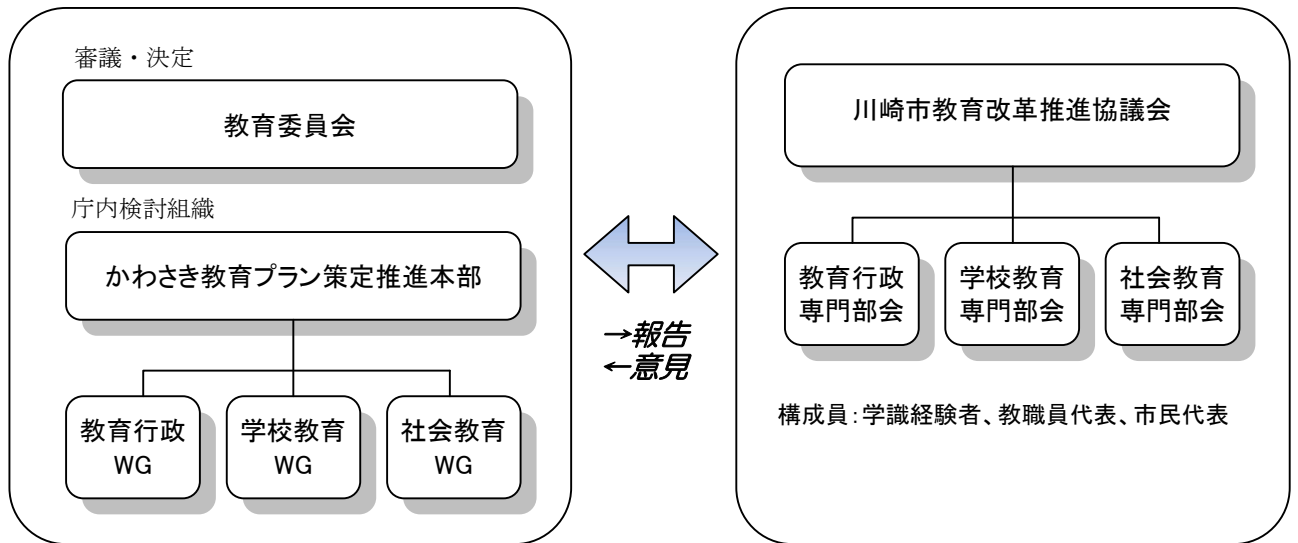 審議・決定
教育委員会
庁内検討組織
かわさき教育プラン策定推進本部
教育行政
WG
学校教育
WG
社会教育
WG
→報告
←意見
川崎市教育改革推進協議会
教育行政
専門部会
学校教育
専門部会
社会教育
専門部会
構成員：学識経験者、教職員代表、市民代表